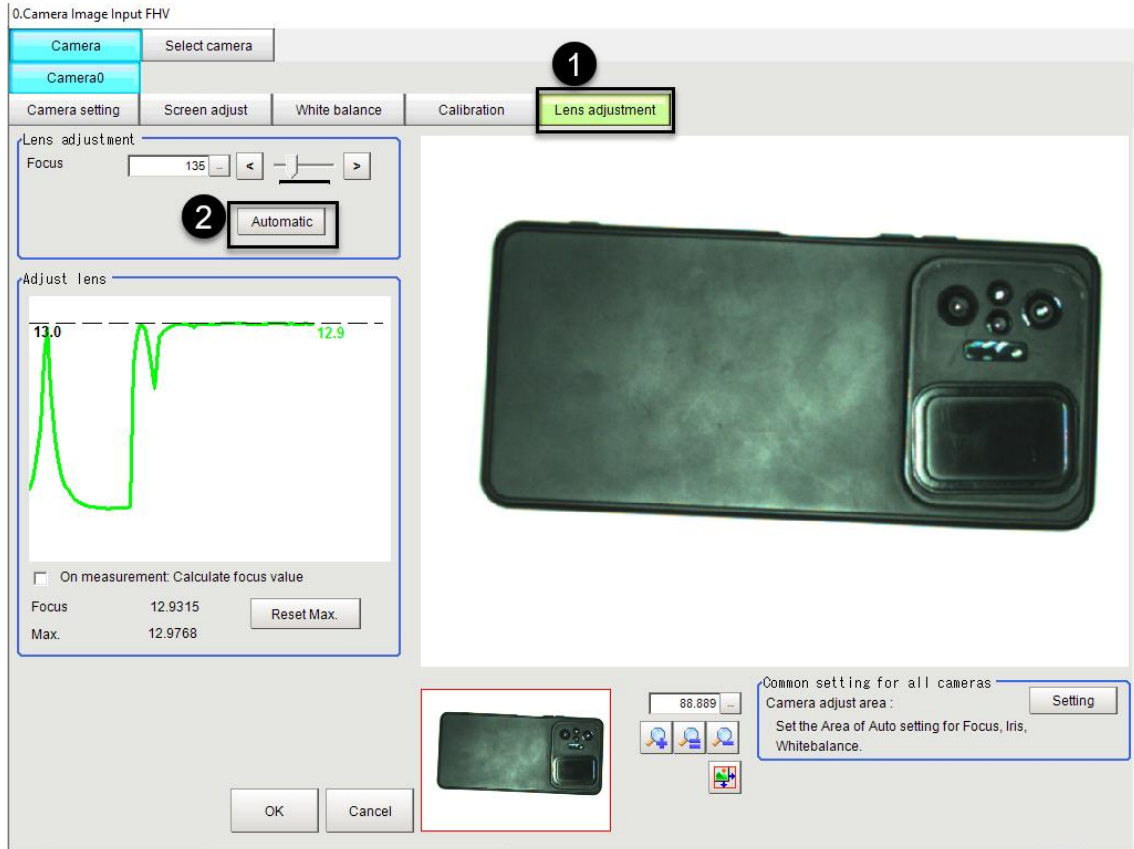 0.Camera Image Input FHV
Camera
Select camera
1
Camera0
Camera setting
Screen adjust
White balance
Calibration
Lens adjustment
Lens adjustment
Focus
135
...
<
>
2
Automatic
Adjust lens
13.0
12.9
On measurement: Calculate focus value
Focus
12.9315
Reset Max.
Max.
12.9768
88.889
...
Common setting for all cameras
Camera adjust area :
Setting
Set the Area of Auto setting for Focus, Iris,
Whitebalance.
OK
Cancel